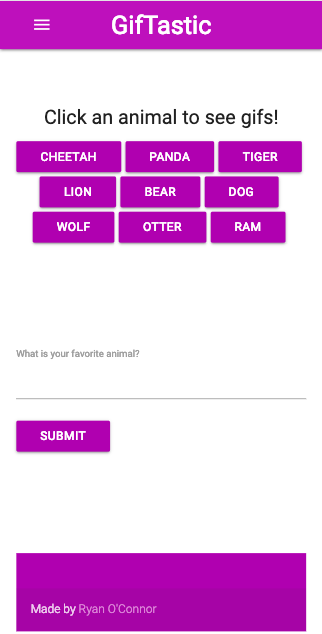 GifTastic
Click an animal to see gifs!
CHEETAH PANDA TIGER
LION BEAR DOG
WOLF OTTER RAM
What is your favorite animal?
SUBMIT
Made by Ryan O'Connor